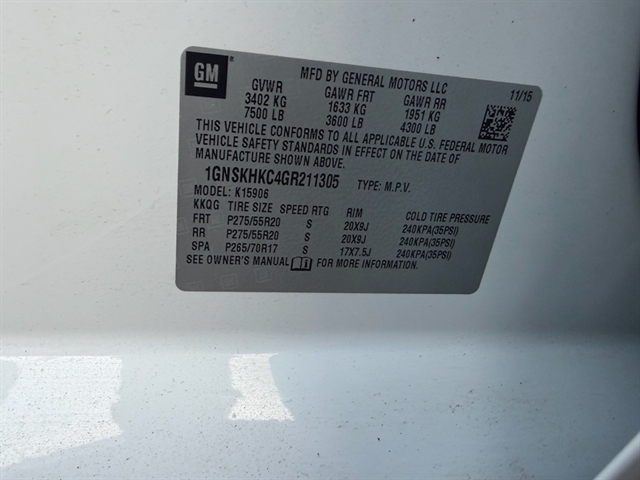 GM
MFD BY GENERAL MOTORS LLC 11/15
GVWR GAWR FRT GAWR RR
3402 KG 1633 KG 1951 KG
7500 LB 3600 LB 4300 LB
THIS VEHICLE CONFORMS TO ALL APPLICABLE U.S. FEDERAL MOTOR
VEHICLE SAFETY STANDARDS IN EFFECT ON THE DATE OF
MANUFACTURE SHOWN ABOVE.
1GNSKHKC4GR211305 TYPE: M.P.V.
MODEL: K15906
KKQG TIRE SIZE SPEED RTG RIM COLD TIRE PRESSURE
FRT P275/55R20 S 20X9J 240KPA(35PSI)
RR P275/55R20 S 20X9J 240KPA(35PSI)
SPA P265/70R17 S 17X7.5J 240KPA(35PSI)
SEE OWNER'S MANUAL FOR MORE INFORMATION